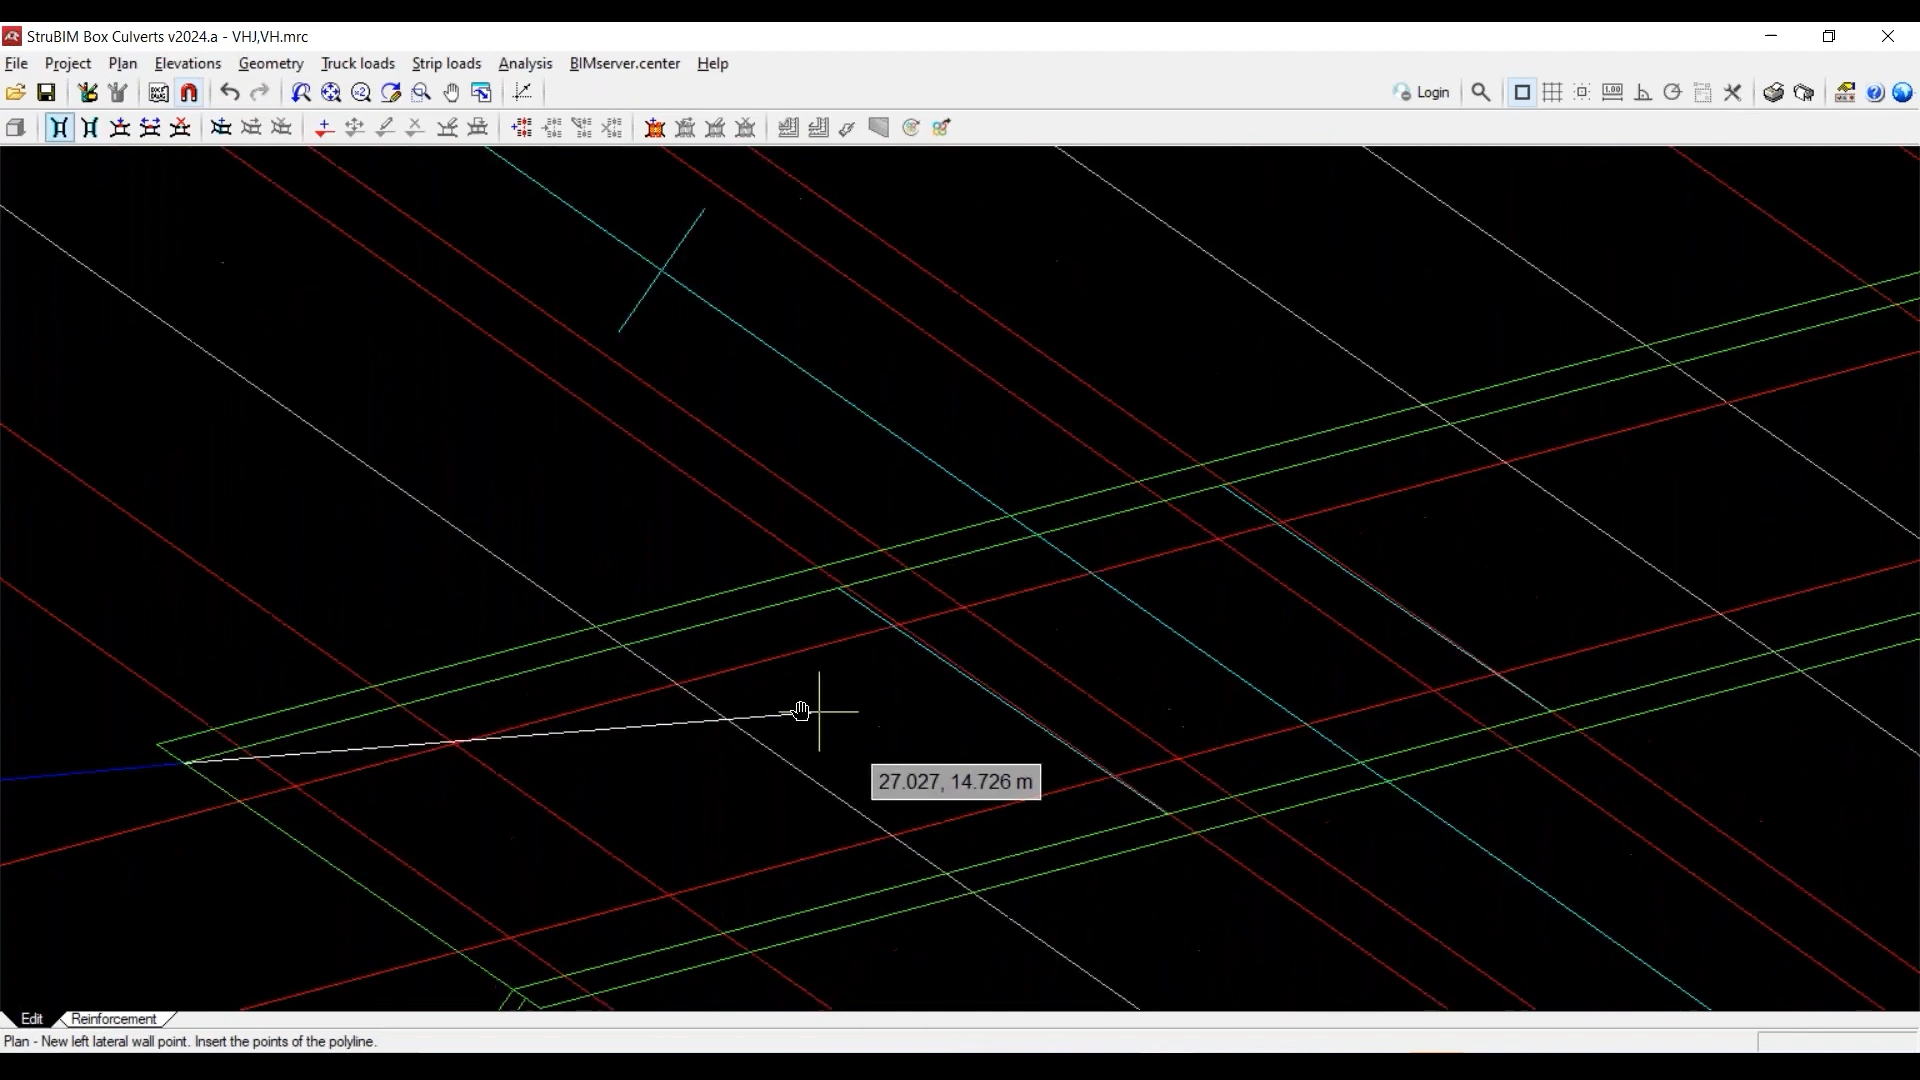 StruBIM Box Culverts v2024.a - VHJ,VH.mrc
File Project Plan Elevations Geometry Truck loads Strip loads Analysis BIMserver.center Help
Login
27.027, 14.726 m
Edit Reinforcement
Plan - New left lateral wall point. Insert the points of the polyline.